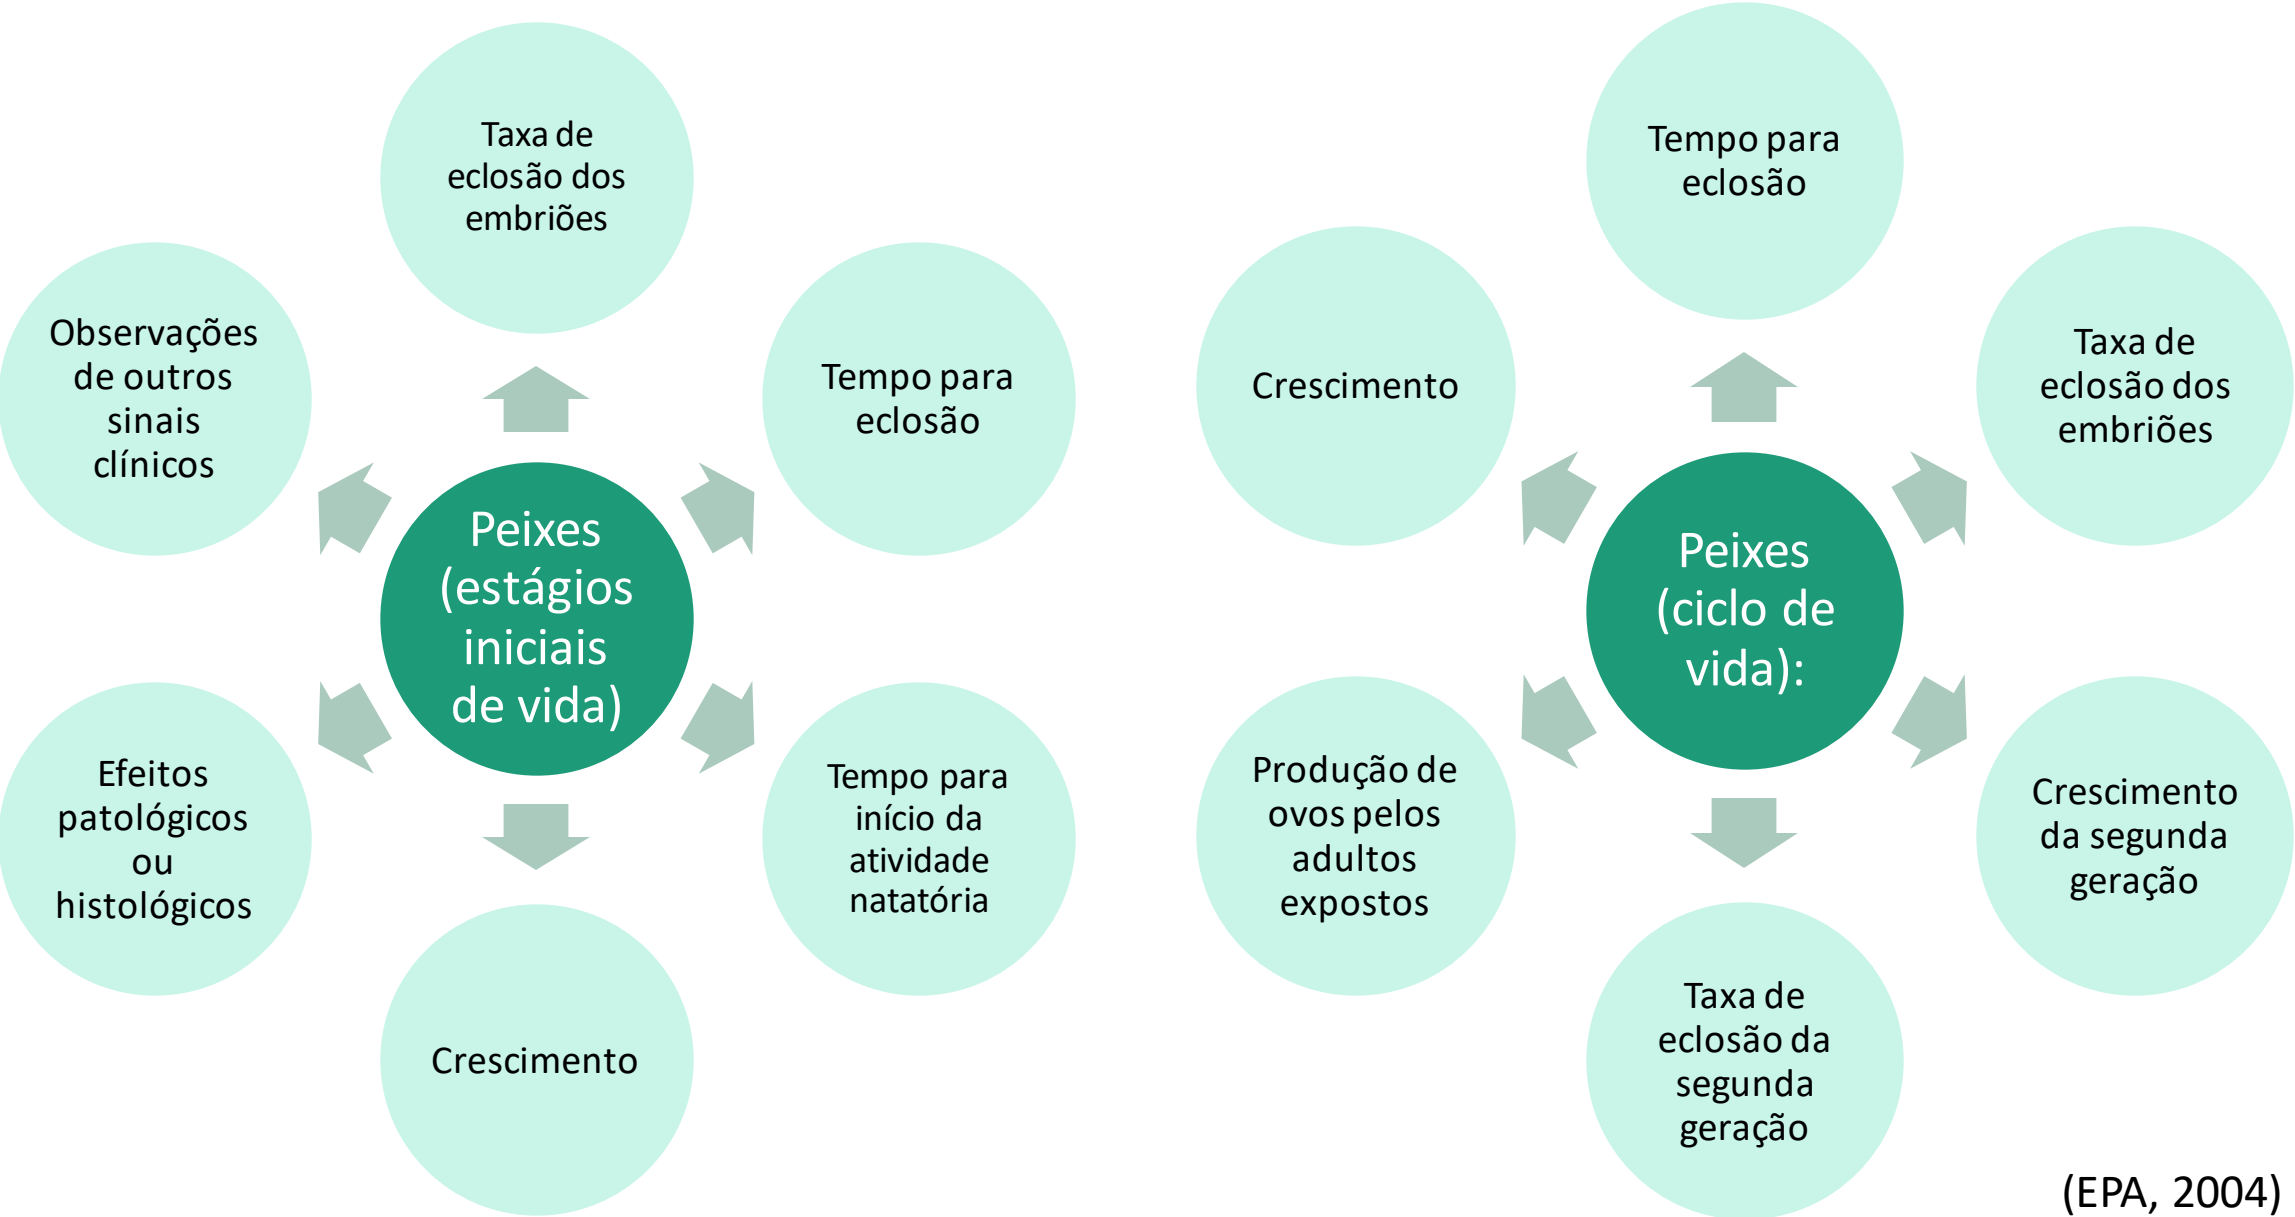 Peixes
(estágios
iniciais
de vida)
Taxa de
eclosão dos
embriões
Tempo para
eclosão
Tempo para
início da
atividade
natatória
Crescimento
Efeitos
patológicos
ou
histológicos
Observações
de outros
sinais
clínicos
Peixes
(ciclo de
vida):
Tempo para
eclosão
Taxa de
eclosão dos
embriões
Crescimento
da segunda
geração
Taxa de
eclosão da
segunda
geração
Produção de
ovos pelos
adultos
expostos
Crescimento
(EPA, 2004)